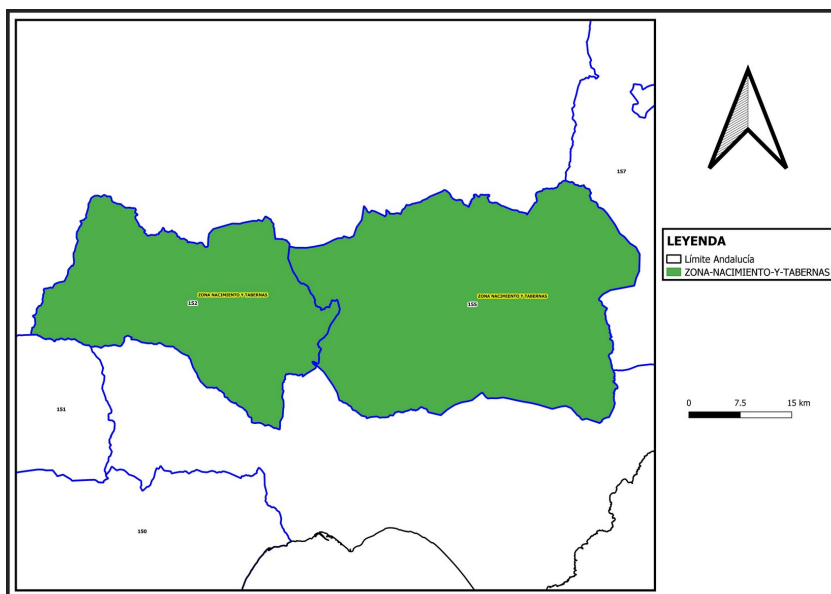 157
LEYENDA
Límite Andalucía
ZONA-NACIMIENTO-Y-TABERNAS
ZONA NACIMIENTO Y.TABERNAS
152
ZONA NACIMIENTO Y.TABERNAS
155
0 7.5 15 km
151
150